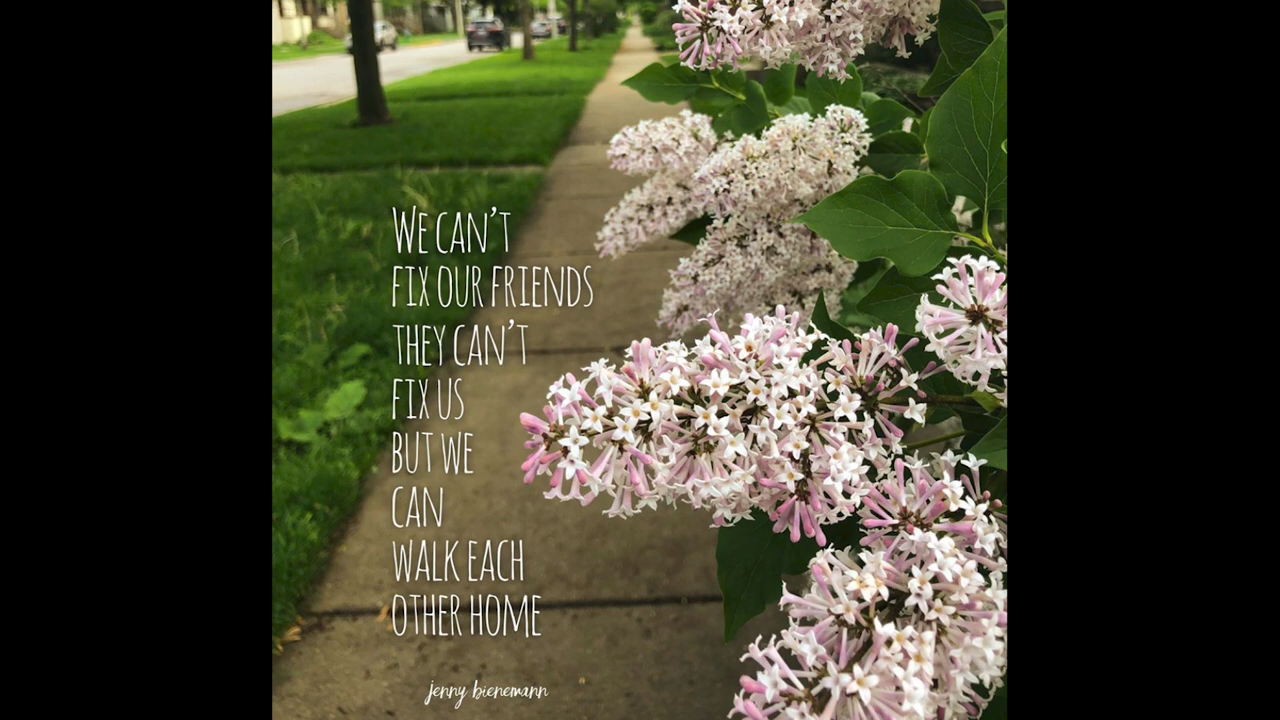 WE CAN'T
FIX OUR FRIENDS
THEY CAN'T
FIX US
BUT WE
CAN
WALK EACH
OTHER HOME
jenny bienemann